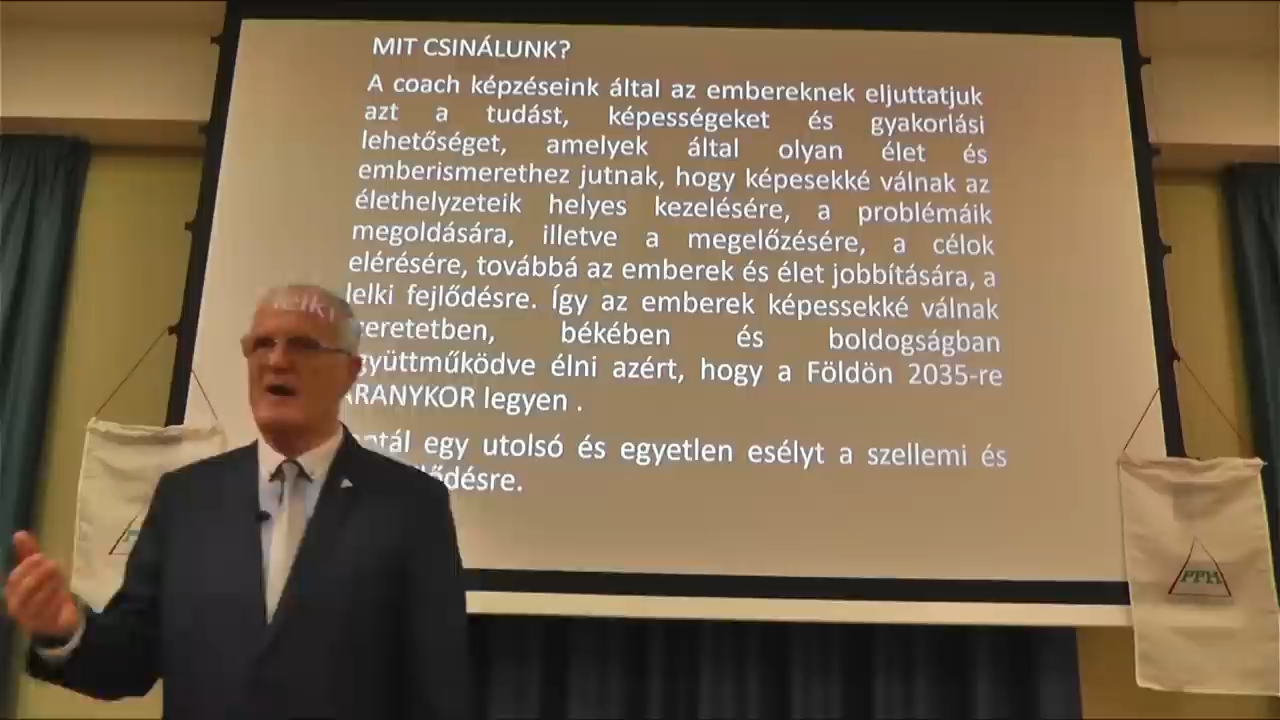 MIT CSINÁLUNK?
A coach képzéseink által az embereknek eljuttatjuk
azt a tudást, képességeket és gyakorlási
lehetőséget, amelyek által olyan élet és
emberismerethez jutnak, hogy képesekké válnak az
élethelyzeteik helyes kezelésére, a problémáik
megoldására, illetve a megelőzésére, a célok
elérésére, továbbá az emberek és élet jobbítására, a
lelki fejlődésre. Így az emberek képessekké válnak
békében és boldogságban
élni azért, hogy a Földön 2035-re
ARANYKOR legyen .
egy utolsó és egyetlen esélyt a szellemi és
PPH